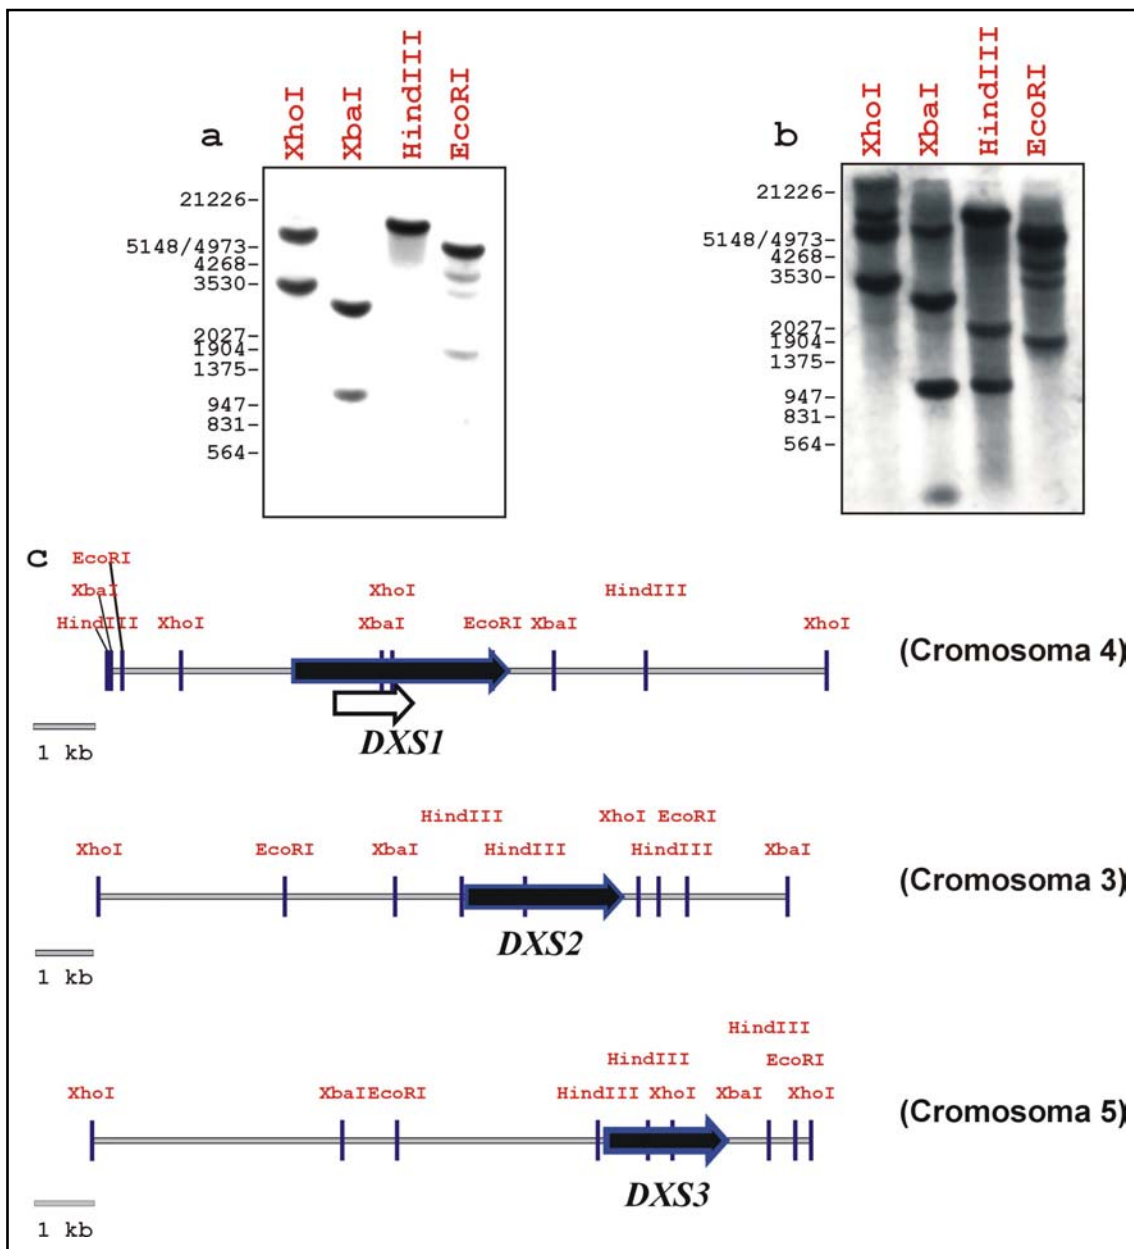 a
XhoI
XbaI
HindIII
EcoRI
21226-
5148/4973-
4268-
3530-
2027-
1904-
1375-
947-
831-
564-
b
XhoI
XbaI
HindIII
EcoRI
21226-
5148/4973-
4268-
3530-
2027-
1904-
1375-
947-
831-
564-
c
EcoRI
XbaI XhoI HindIII
HindIII XhoI XbaI EcoRI XbaI XhoI
(Cromosoma 4)
1 kb
DXS1
HindIII XhoI EcoRI
XhoI EcoRI XbaI HindIII HindIII XbaI
(Cromosoma 3)
1 kb
DXS2
HindIII
HindIII EcoRI
XhoI XbaI EcoRI HindIII XhoI XbaI XhoI
(Cromosoma 5)
1 kb
DXS3